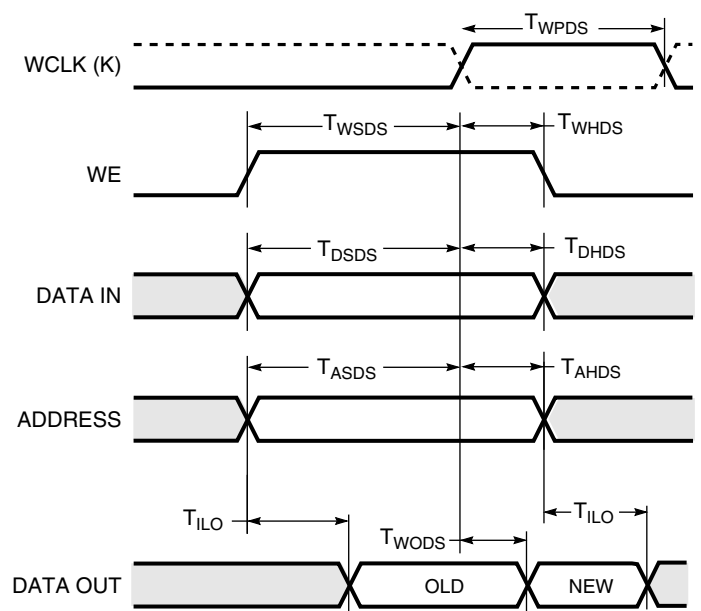 TWPDS
WCLK (K)
TWSDS
TWHDS
WE
TDSDS
TDHDS
DATA IN
TASDS
TAHDS
ADDRESS
TILO
TILO
TWODS
DATA OUT
OLD
NEW